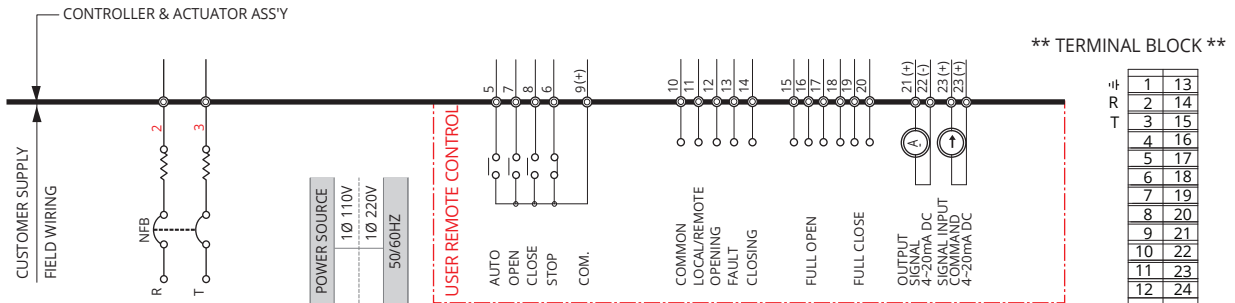 CONTROLLER & ACTUATOR ASS'Y
** TERMINAL BLOCK **
CUSTOMER SUPPLY
FIELD WIRING
2
3
NFB
R
T
POWER SOURCE
1Ø 110V
1Ø 220V
50/60HZ
USER REMOTE CONTROL
5
7
8
6
9(+)
AUTO
OPEN
CLOSE
STOP
COM.
10
11
12
13
14
COMMON
LOCAL/REMOTE
OPENING
FAULT
CLOSING
15
16
17
18
19
20
FULL OPEN
FULL CLOSE
21 (+)
22 (-)
23 (+)
23 (+)
A
OUTPUT
SIGNAL
4~20mA DC
SIGNAL INPUT
COMMAND
4~20mA DC
1 13
R 2 14
T 3 15
4 16
5 17
6 18
7 19
8 20
9 21
10 22
11 23
12 24